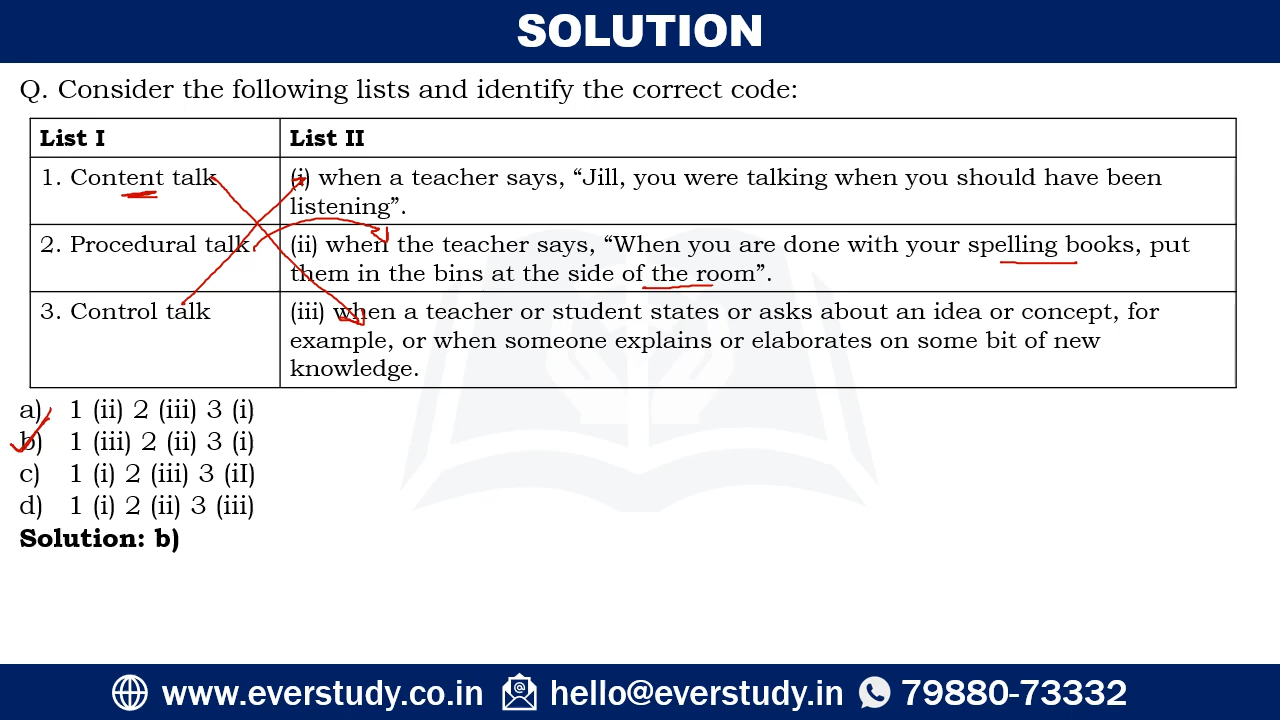 SOLUTION
Q. Consider the following lists and identify the correct code:
List I
List II
1. Content talk
(i) when a teacher says, “Jill, you were talking when you should have been
listening”.
2. Procedural talk
(ii) when the teacher says, “When you are done with your spelling books, put
them in the bins at the side of the room”.
3. Control talk
(iii) when a teacher or student states or asks about an idea or concept, for
example, or when someone explains or elaborates on some bit of new
knowledge.
a) 1 (ii) 2 (iii) 3 (i)
b) 1 (iii) 2 (ii) 3 (i)
c) 1 (i) 2 (iii) 3 (iI)
d) 1 (i) 2 (ii) 3 (iii)
Solution: b)
www.everstudy.co.in hello@everstudy.in 79880-73332